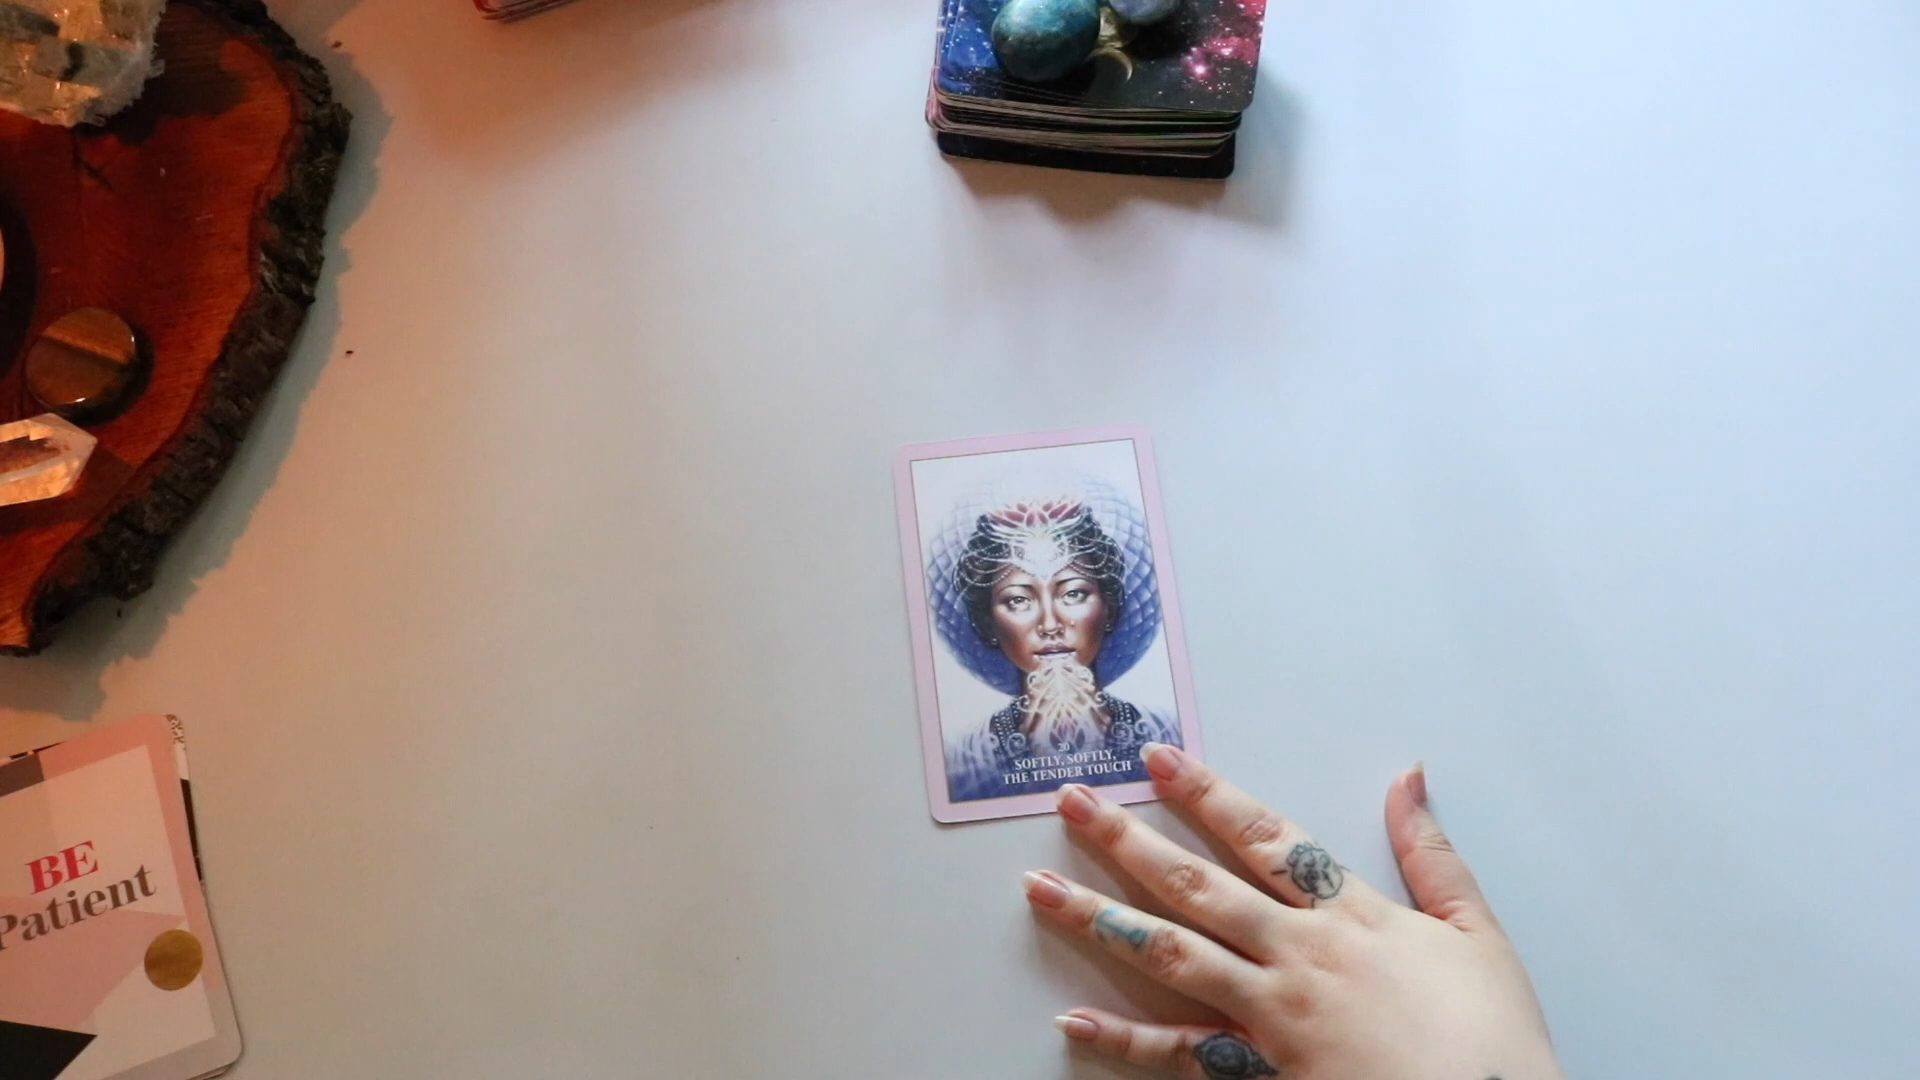 20
SOFTLY, SOFTLY,
THE TENDER TOUCH
BE
Patient